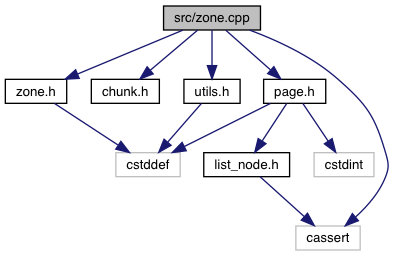 src/zone.cpp
zone.h
chunk.h
utils.h
page.h
cstddef
list_node.h
cstdint
cassert